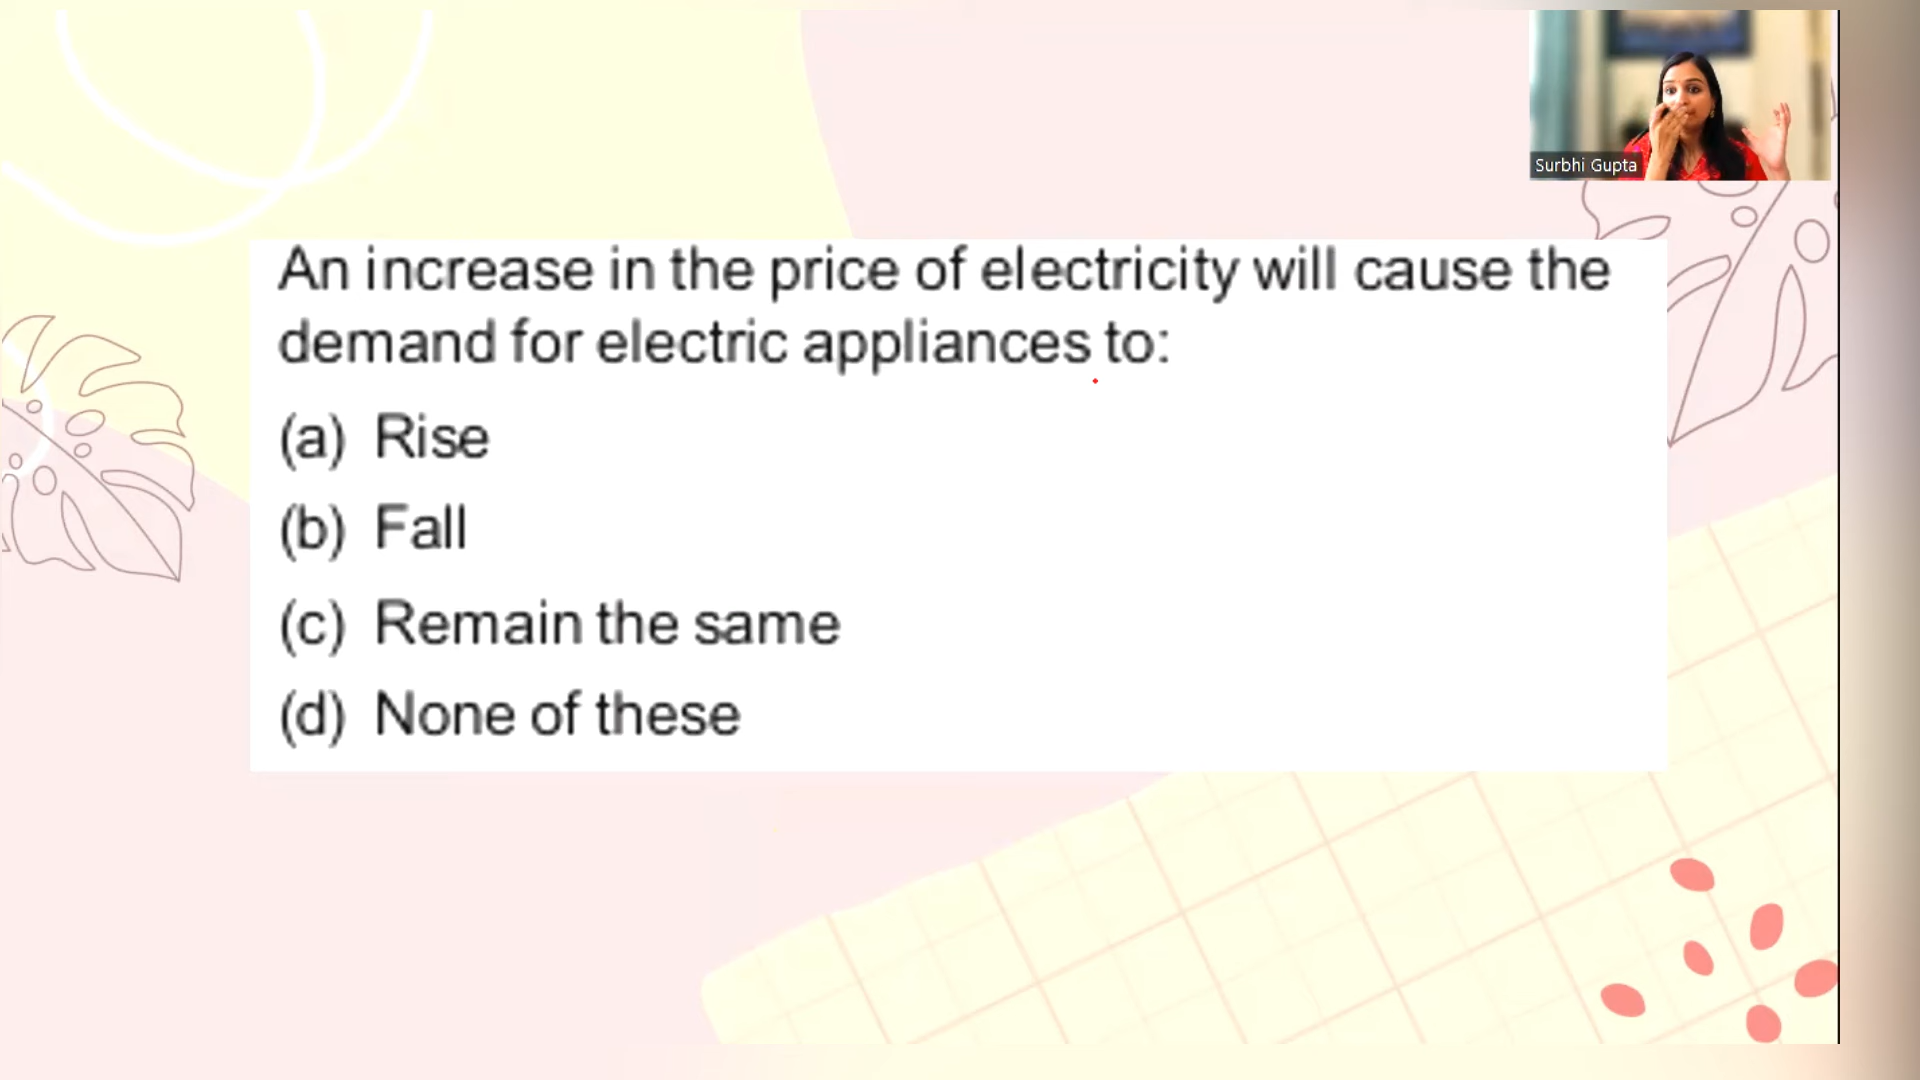 Surbhi Gupta
An increase in the price of electricity will cause the
demand for electric appliances to:
(a) Rise
(b) Fall
(c) Remain the same
(d) None of these